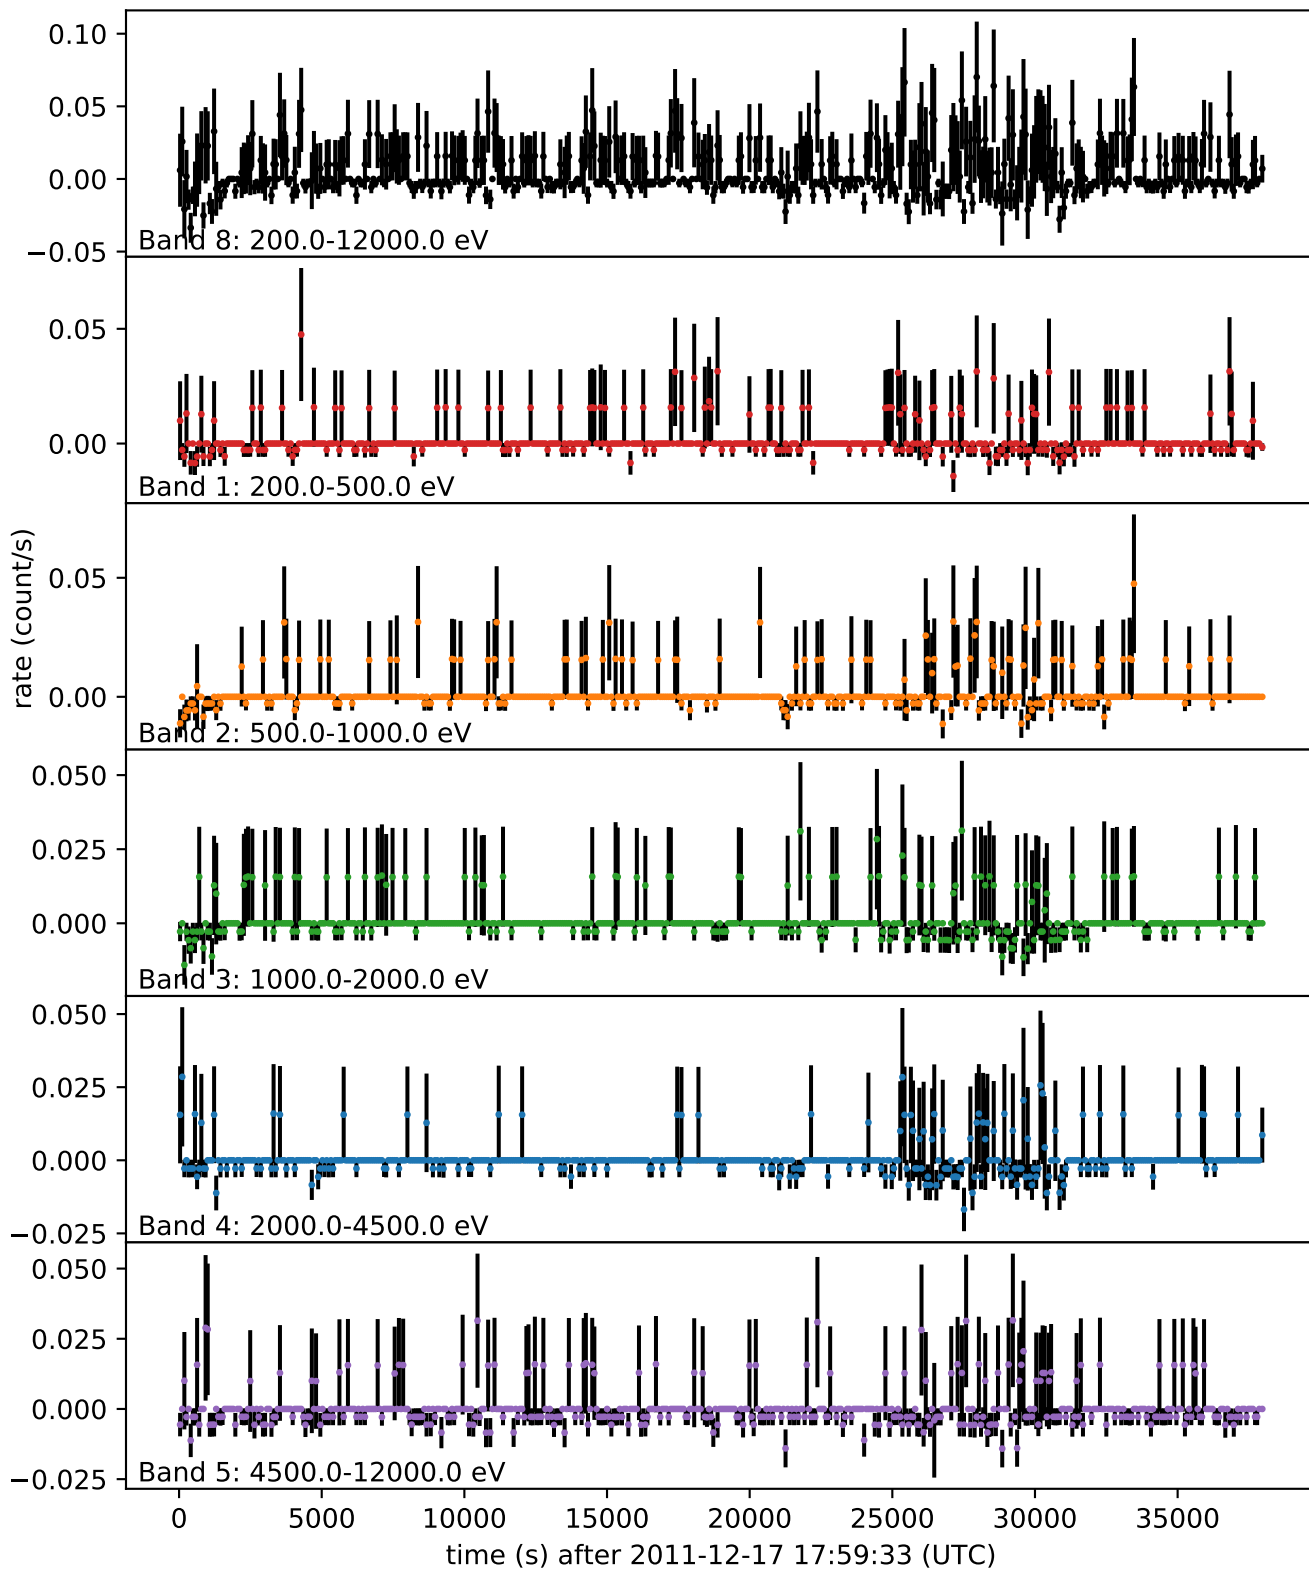 0.10
0.05
0.00
−0.05
Band 8: 200.0-12000.0 eV
0.05
0.00
Band 1: 200.0-500.0 eV
rate (count/s)
0.05
0.00
Band 2: 500.0-1000.0 eV
0.050
0.025
0.000
Band 3: 1000.0-2000.0 eV
0.050
0.025
0.000
−0.025
Band 4: 2000.0-4500.0 eV
0.050
0.025
0.000
−0.025
Band 5: 4500.0-12000.0 eV
0 5000 10000 15000 20000 25000 30000 35000
time (s) after 2011-12-17 17:59:33 (UTC)